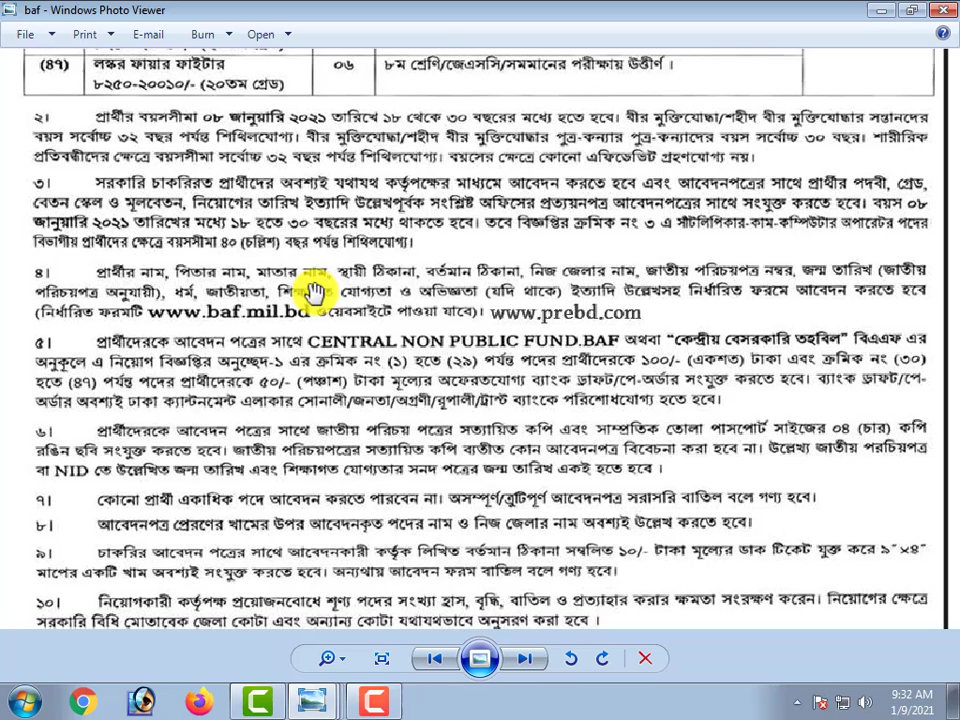 baf - Windows Photo Viewer
File Print E-mail Burn Open
(৪৭) লস্কর ফায়ার ফাইটার ০৬ ৮ম শ্রেণি/জেএসসি/সমমানের পরীক্ষায় উত্তীর্ণ ।
৮২৫০-২০০১০/- (২০তম গ্রেড)
২। প্রার্থীর বয়সসীমা ০৮ জানুয়ারি ২০২১ তারিখে ১৮ থেকে ৩০ বছরের মধ্যে হতে হবে। বীর মুক্তিযোদ্ধা/শহীদ বীর মুক্তিযোদ্ধার সন্তানদের
বয়স সর্বোচ্চ ৩২ বছর পর্যন্ত শিথিলযোগ্য। বীর মুক্তিযোদ্ধা/শহীদ বীর মুক্তিযোদ্ধার পুত্র-কন্যার পুত্র-কন্যাদের বয়স সর্বোচ্চ ৩০ বছর। শারীরিক
প্রতিবন্ধীদের ক্ষেত্রে বয়সসীমা সর্বোচ্চ ৩২ বছর পর্যন্ত শিথিলযোগ্য। বয়সের ক্ষেত্রে কোনো এফিডেভিট গ্রহণযোগ্য নয়।
৩। সরকারি চাকরিরত প্রার্থীদের অবশ্যই যথাযথ কর্তৃপক্ষের মাধ্যমে আবেদন করতে হবে এবং আবেদনপত্রের সাথে প্রার্থীর পদবী, গ্রেড,
বেতন স্কেল ও মূলবেতন, নিয়োগের তারিখ ইত্যাদি উল্লেখপূর্বক সংশ্লিষ্ট অফিসের প্রত্যয়নপত্র আবেদনপত্রের সাথে সংযুক্ত করতে হবে। বয়স ০৮
জানুয়ারি ২০২১ তারিখের মধ্যে ১৮ হতে ৩০ বছরের মধ্যে থাকতে হবে। তবে বিজ্ঞপ্তির ক্রমিক নং ৩ এ সাঁটলিপিকার-কাম-কম্পিউটার অপারেটর পদের
বিভাগীয় প্রার্থীদের ক্ষেত্রে বয়সসীমা ৪০ (চল্লিশ) বছর পর্যন্ত শিথিলযোগ্য।
৪। প্রার্থীর নাম, পিতার নাম, মাতার নাম, স্থায়ী ঠিকানা, বর্তমান ঠিকানা, নিজ জেলার নাম, জাতীয় পরিচয়পত্র নম্বর, জন্ম তারিখ (জাতীয়
পরিচয়পত্র অনুযায়ী), ধর্ম, জাতীয়তা, যোগ্যতা ও অভিজ্ঞতা (যদি থাকে) ইত্যাদি উল্লেখসহ নির্ধারিত ফরমে আবেদন করতে হবে
(নির্ধারিত ফরমটি www.baf.mil.bd ওয়েবসাইটে পাওয়া যাবে)। www.prebd.com
৫। প্রার্থীদেরকে আবেদন পত্রের সাথে CENTRAL NON PUBLIC FUND.BAF অথবা “কেন্দ্রীয় বেসরকারি তহবিল” বিএএফ এর
অনুকূলে এ নিয়োগ বিজ্ঞপ্তির অনুচ্ছেদ-১ এর ক্রমিক নং (১) হতে (২৯) পর্যন্ত পদের প্রার্থীদেরকে ১০০/- (একশত) টাকা এবং ক্রমিক নং (৩০)
হতে (৪৭) পর্যন্ত পদের প্রার্থীদেরকে ৫০/- (পঞ্চাশ) টাকা মূল্যের অফেরতযোগ্য ব্যাংক ড্রাফট/পে-অর্ডার সংযুক্ত করতে হবে। ব্যাংক ড্রাফট/পে-
অর্ডার অবশ্যই ঢাকা ক্যান্টনমেন্ট এলাকার সোনালী/জনতা/অগ্রণী/রূপালী/ট্রাস্ট ব্যাংকে পরিশোধযোগ্য হতে হবে।
৬। প্রার্থীদেরকে আবেদন পত্রের সাথে জাতীয় পরিচয় পত্রের সত্যায়িত কপি এবং সাম্প্রতিক তোলা পাসপোর্ট সাইজের ০৪ (চার) কপি
রঙিন ছবি সংযুক্ত করতে হবে। জাতীয় পরিচয়পত্রের সত্যায়িত কপি ব্যতীত কোন আবেদনপত্র বিবেচনা করা হবে না। উল্লেখ্য জাতীয় পরচিয়পত্র
বা NID তে উল্লেখিত জন্ম তারিখ এবং শিক্ষাগত যোগ্যতার সনদ পত্রের জন্ম তারিখ একই হতে হবে ।
৭। কোনো প্রার্থী একাধিক পদে আবেদন করতে পারবেন না। অসম্পূর্ণ/ত্রুটিপূর্ণ আবেদনপত্র সরাসরি বাতিল বলে গণ্য হবে।
৮। আবেদনপত্র প্রেরণের খামের উপর আবেদনকৃত পদের নাম ও নিজ জেলার নাম অবশ্যই উল্লেখ করতে হবে।
৯। চাকরির আবেদন পত্রের সাথে আবেদনকারী কর্তৃক লিখিত বর্তমান ঠিকানা সম্বলিত ১০/- টাকা মূল্যের ডাক টিকেট যুক্ত করে ৯"×৪"
মাপের একটি খাম অবশ্যই সংযুক্ত করতে হবে। অন্যথায় আবেদন ফরম বাতিল বলে গণ্য হবে।
১০। নিয়োগকারী কর্তৃপক্ষ প্রয়োজনবোধে শূণ্য পদের সংখ্যা হ্রাস, বৃদ্ধি, বাতিল ও প্রত্যাহার করার ক্ষমতা সংরক্ষণ করেন। নিয়োগের ক্ষেত্রে
সরকারি বিধি মোতাবেক জেলা কোটা এবং অন্যান্য কোটা যথাযথভাবে অনুসরণ করা হবে ।
9:32 AM
1/9/2021